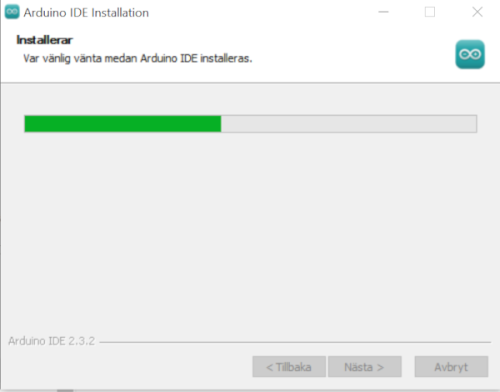 Arduino IDE Installation
Installerar
Var vänlig vänta medan Arduino IDE installeras.
Arduino IDE 2.3.2
< Tillbaka
Nästa >
Avbryt